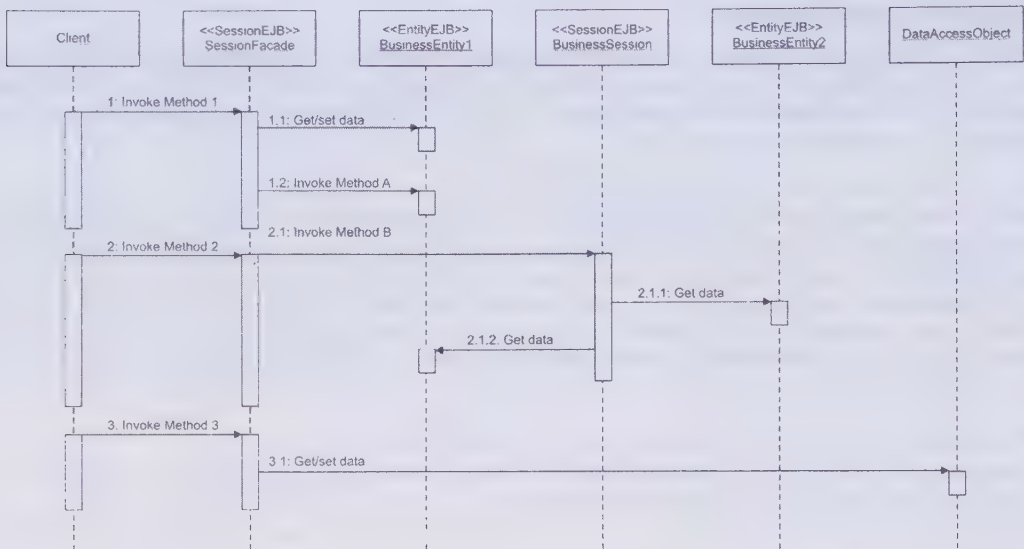 Client
<<SessionEJB>>
SessionFacade
<<EntityEJB>>
BusinessEntity1
<<SessionEJB>>
BusinessSession
<<EntityEJB>>
BusinessEntity2
DataAccessObject
1: Invoke Method 1
1.1: Get/set data
1.2: Invoke Method A
2.1: Invoke Method B
2: Invoke Method 2
2.1.1: Get data
2.1.2. Get data
3. Invoke Method 3
3 1: Get/set data